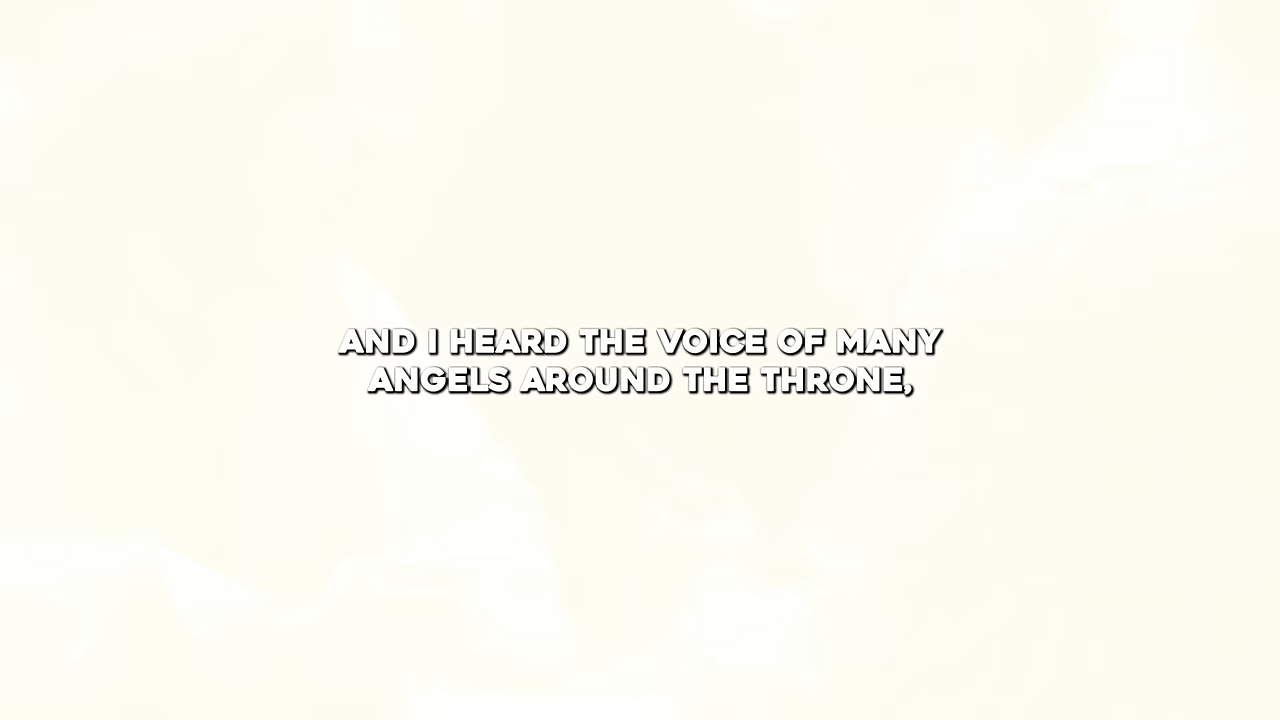 AND I HEARD THE VOICE OF MANY
ANGELS AROUND THE THRONE,